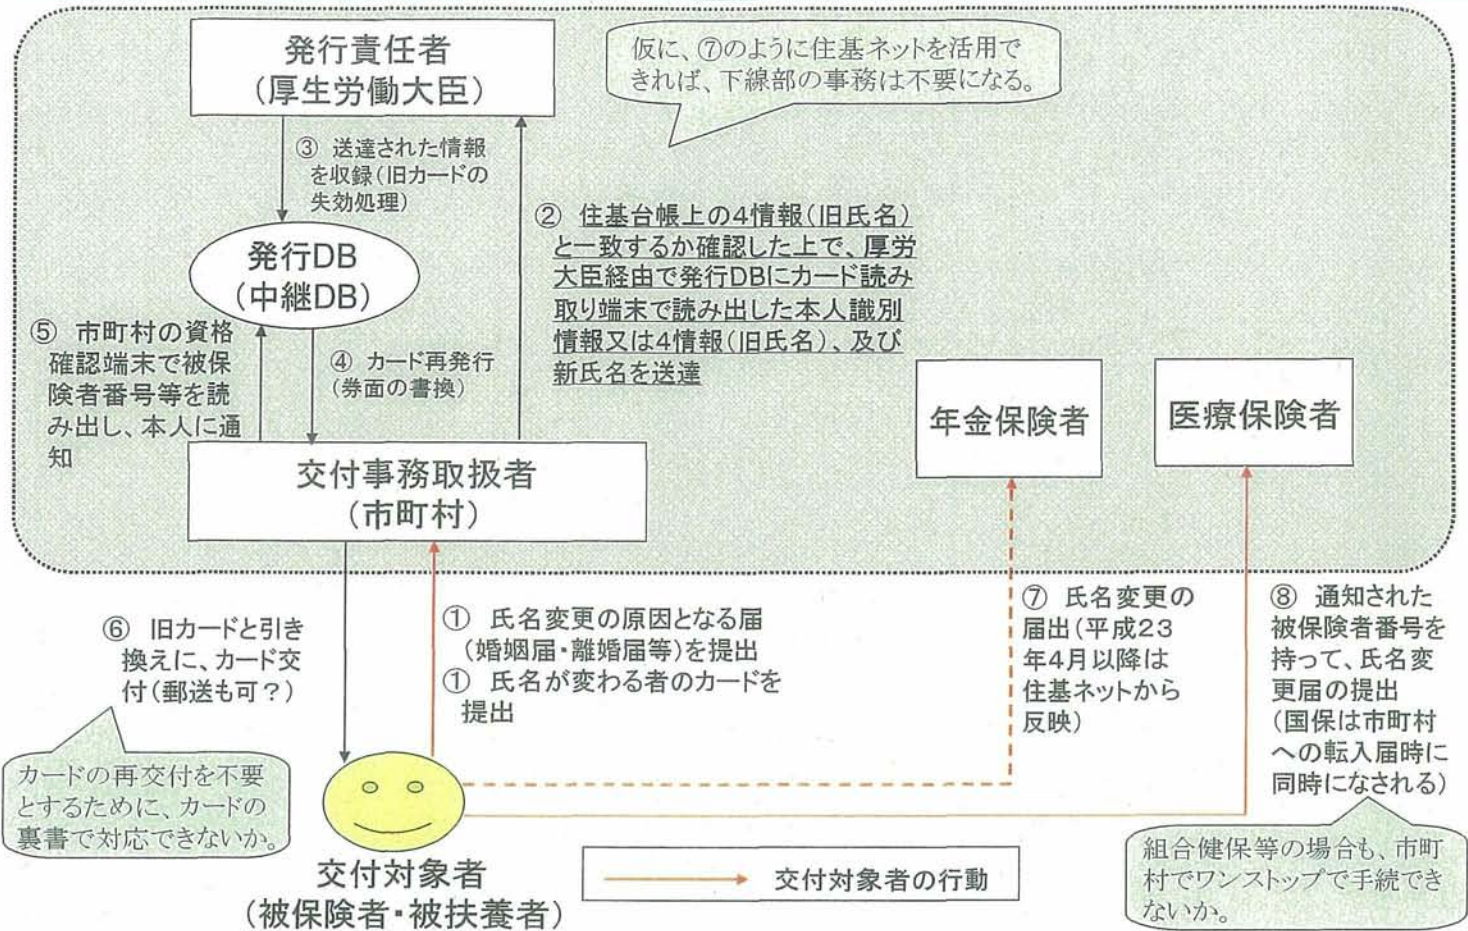 発行責任者
(厚生労働大臣)
仮に、⑦のように住基ネットを活用で
きれば、下線部の事務は不要になる。
③ 送達された情報
を収録(旧カードの
失効処理)
② 住基台帳上の4情報(旧氏名)
と一致するか確認した上で、厚労
大臣経由で発行DBにカード読み
取り端末で読み出した本人識別
情報又は4情報(旧氏名)、及び
新氏名を送達
発行DB
(中継DB)
⑤ 市町村の資格
確認端末で被保
険者番号等を読
み出し、本人に通
知
④ カード再発行
(券面の書換)
年金保険者
医療保険者
交付事務取扱者
(市町村)
⑥ 旧カードと引き
換えに、カード交
付(郵送も可？)
① 氏名変更の原因となる届
(婚姻届・離婚届等)を提出
① 氏名が変わる者のカードを
提出
⑦ 氏名変更の
届出(平成23
年4月以降は
住基ネットから
反映)
⑧ 通知された
被保険者番号を
持って、氏名変
更届の提出
(国保は市町村
への転入届時に
同時になされる)
カードの再交付を不要
とするために、カードの
裏書で対応できないか。
交付対象者
(被保険者・被扶養者)
交付対象者の行動
組合健保等の場合も、市町
村でワンストップで手続でき
ないか。